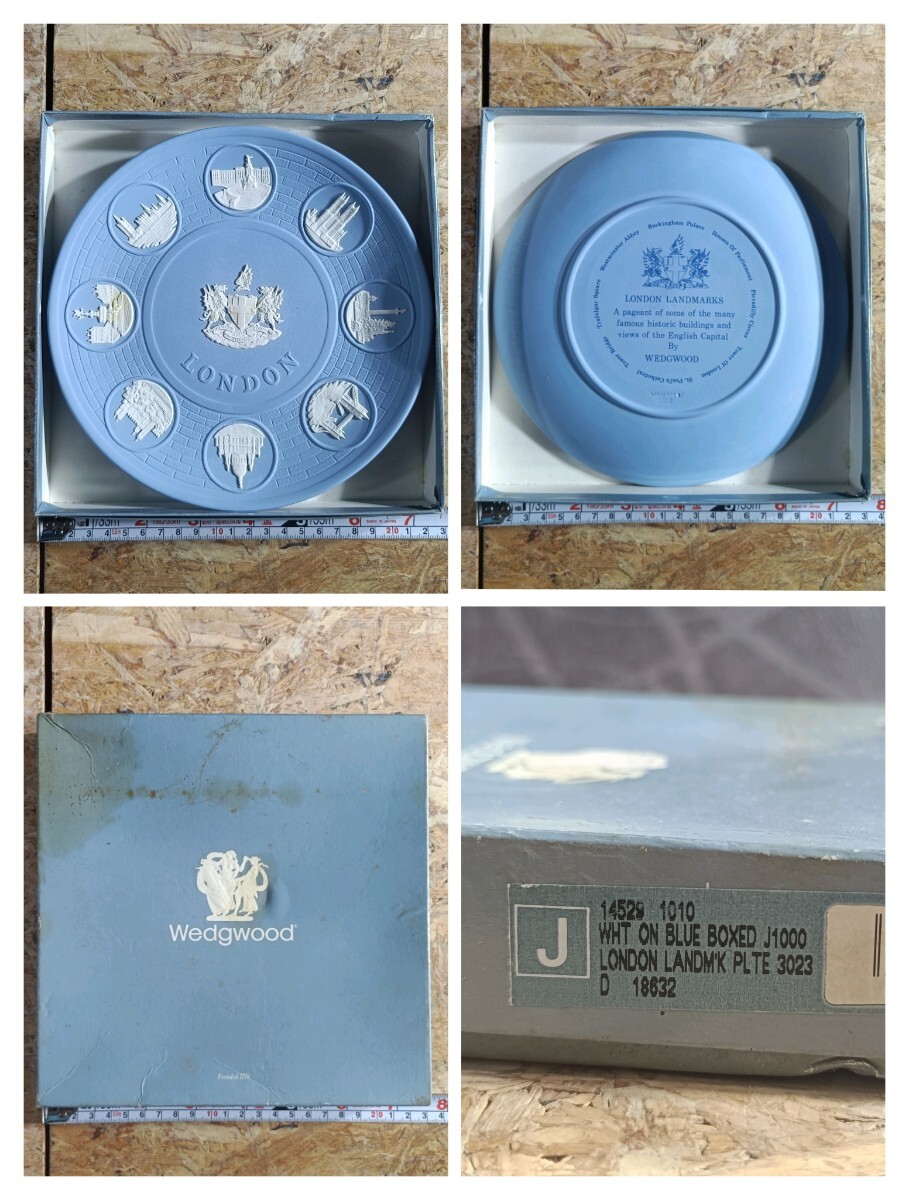 LONDON
Buckingham Palace Houses Of Parliament Piccadilly Circus Tower Of London St. Paul's Cathedral Tower Bridge Trafalgar Square Westminster Abbey
LONDON LANDMARKS
A pageant of some of the many
famous historic buildings and
views of the English Capital
By
WEDGWOOD
Wedgwood
J
14529 1010
WHT ON BLUE BOXED J1000
LONDON LANDM'K PLTE 3023
D 18632